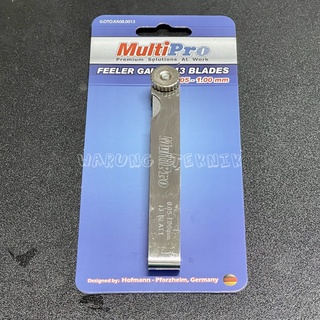 MultiPro
Premium Solutions At Work
FEELER GAUGE 13 BLADES
05 - 1.00 mm
WARUNG TEKNIK
MULTIPRO
Designed by: Hofmann - Pforzheim, Germany